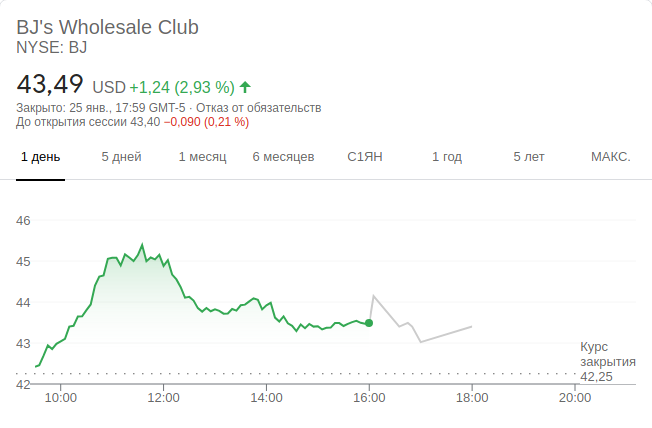 BJ's Wholesale Club
NYSE: BJ
43,49 USD +1,24 (2,93 %)
Закрыто: 25 янв., 17:59 GMT-5 · Отказ от обязательств
До открытия сессии 43,40 −0,090 (0,21 %)
1 день 5 дней 1 месяц 6 месяцев С1ЯН 1 год 5 лет МАКС.
46
45
44
43
Курс
закрытия
42,25
42
10:00 12:00 14:00 16:00 18:00 20:00